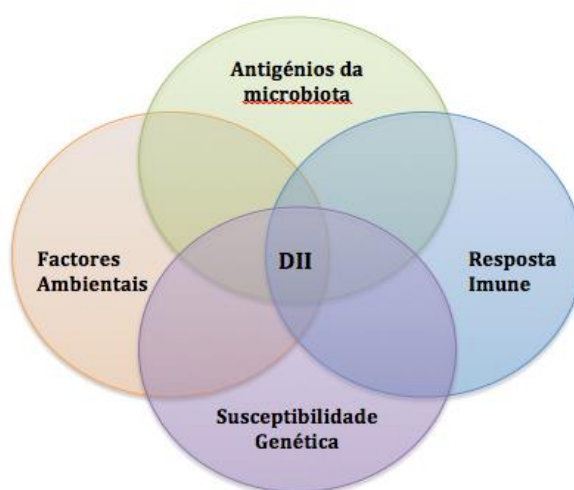 Antigénios da
microbiota
Factores
Ambientais
DII
Resposta
Imune
Susceptibilidade
Genética